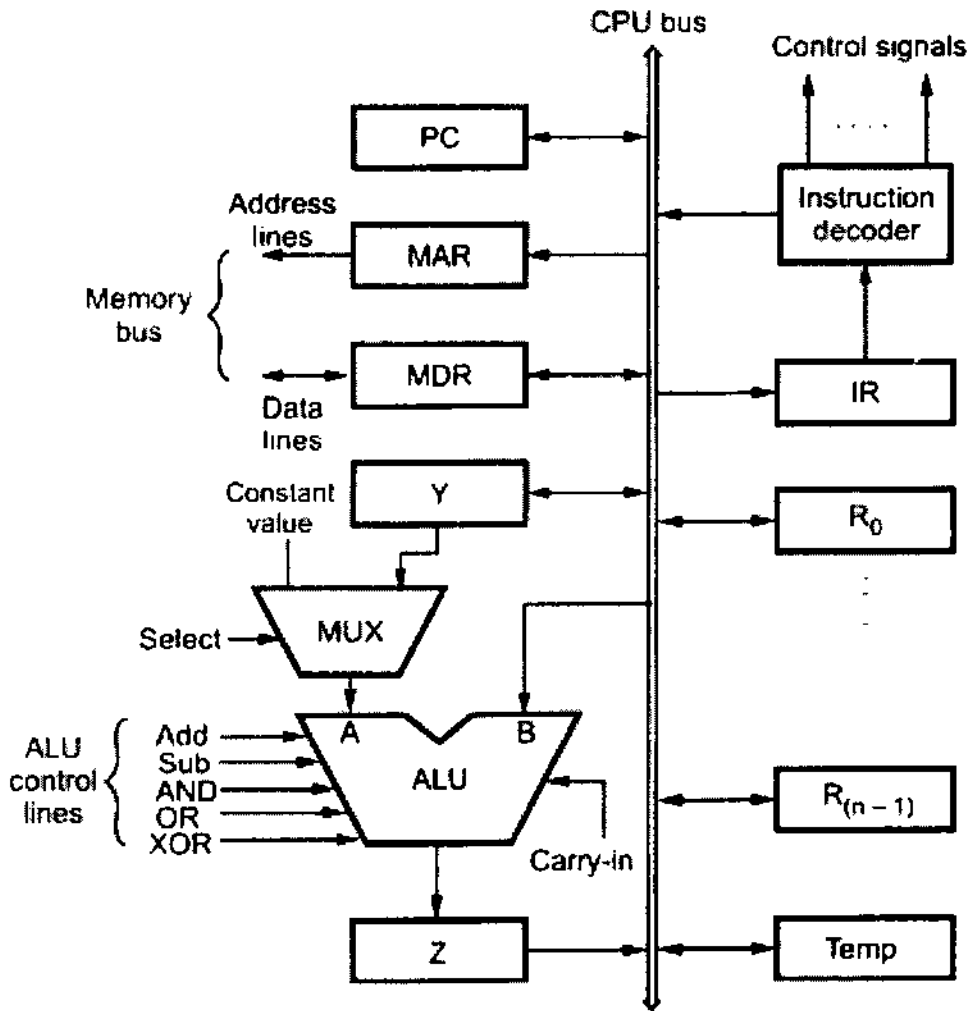 CPU bus
Control signals
PC
Instruction
decoder
Address
lines
MAR
Memory
bus
MDR
Data
lines
IR
Constant
value
Y
R0
MUX
Select
A
B
ALU
control
lines
Add
Sub
AND
OR
XOR
ALU
Carry-in
R(n – 1)
Z
Temp